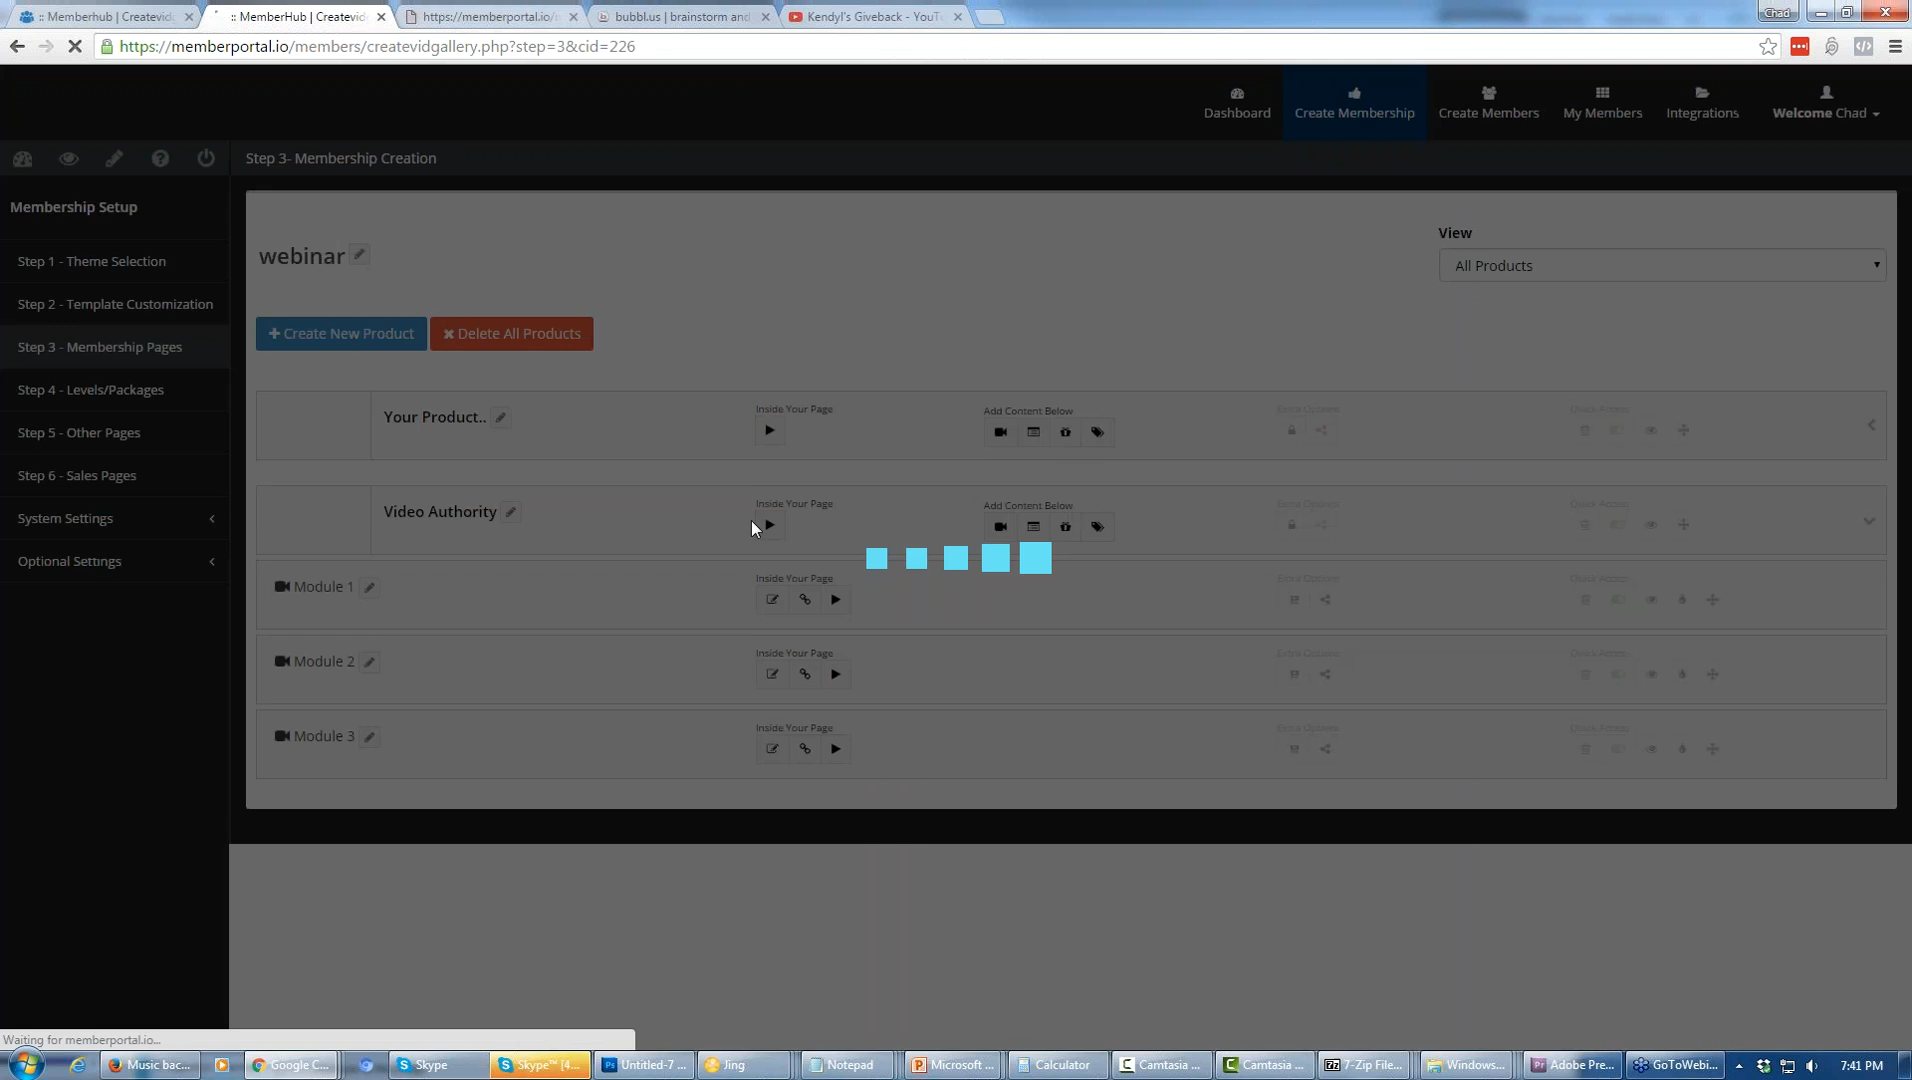 :: MemberHub | Createvid
:: MemberHub | Createvid
https://memberportal.io/
bubbl.us | brainstorm and
Kendyl's Giveback - YouT
Chad
https://memberportal.io/members/createvidgallery.php?step=3&cid=226
Dashboard
Create Membership
Create Members
My Members
Integrations
Welcome Chad
Step 3- Membership Creation
Membership Setup
Step 1 - Theme Selection
Step 2 - Template Customization
Step 3 - Membership Pages
Step 4 - Levels/Packages
Step 5 - Other Pages
Step 6 - Sales Pages
System Settings
Optional Settings
webinar
View
All Products
Create New Product
Delete All Products
Your Product..
Inside Your Page
Add Content Below
Extra Options
Quick Access
Video Authority
Inside Your Page
Add Content Below
Extra Options
Quick Access
Module 1
Inside Your Page
Extra Options
Quick Access
Module 2
Inside Your Page
Extra Options
Quick Access
Module 3
Inside Your Page
Extra Options
Quick Access
Waiting for memberportal.io...
Music bac...
Google C...
Skype
Skype™ [4...
Untitled-7 ...
Jing
Notepad
Microsoft ...
Calculator
Camtasia ...
Camtasia ...
7-Zip File...
Windows...
Adobe Pre...
GoToWebi...
7:41 PM